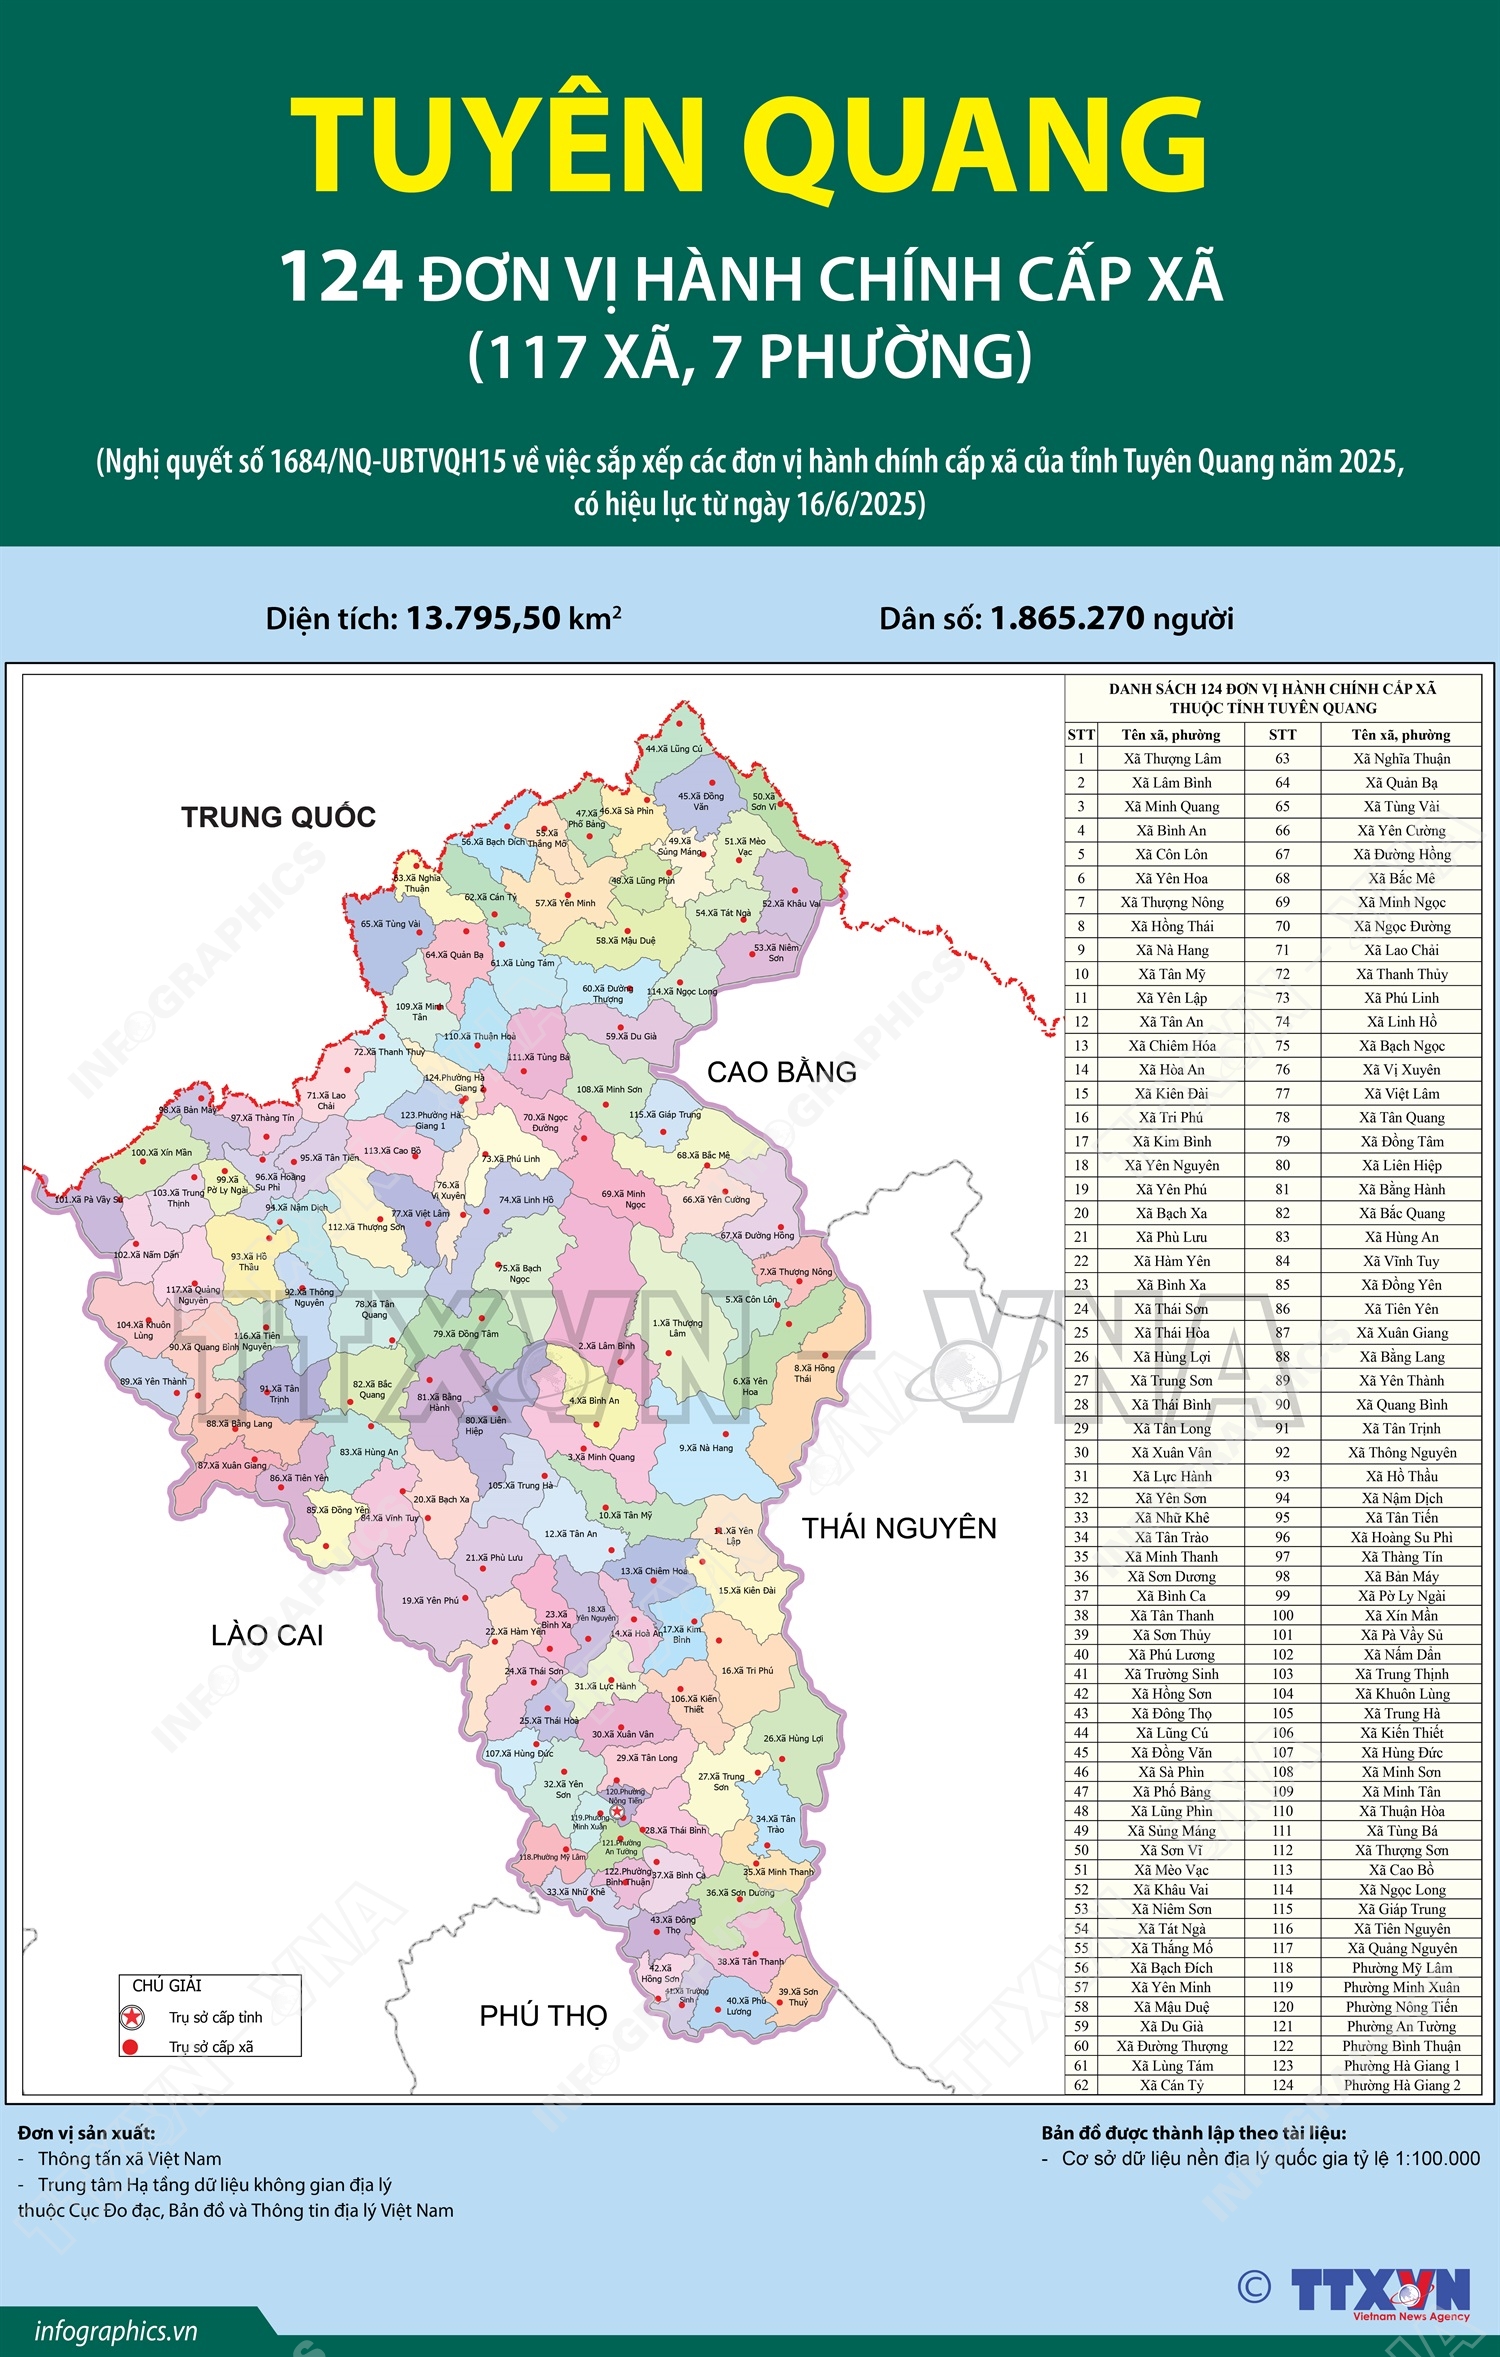 TUYÊN QUANG
124 ĐƠN VỊ HÀNH CHÍNH CẤP XÃ
(117 XÃ, 7 PHƯỜNG)
(Nghị quyết số 1684/NQ-UBTVQH15 về việc sắp xếp các đơn vị hành chính cấp xã của tỉnh Tuyên Quang năm 2025,
có hiệu lực từ ngày 16/6/2025)
Diện tích: 13.795,50 km²
Dân số: 1.865.270 người
TRUNG QUỐC
CAO BẰNG
THÁI NGUYÊN
LÀO CAI
PHÚ THỌ
44.Xã Lũng Cú
45.Xã Đồng Văn
50.Xã Sơn Vĩ
46.Xã Sà Phìn
47.Xã Phố Bảng
55.Xã Thắng Mố
56.Xã Bạch Đích
49.Xã Sủng Máng
51.Xã Mèo Vạc
63.Xã Nghĩa Thuận
62.Xã Cán Tỷ
57.Xã Yên Minh
48.Xã Lũng Phìn
52.Xã Khâu Vai
54.Xã Tát Ngà
65.Xã Tùng Vài
58.Xã Mậu Duệ
53.Xã Niêm Sơn
64.Xã Quản Bạ
61.Xã Lùng Tám
60.Xã Đường Thượng
114.Xã Ngọc Long
109.Xã Minh Tân
110.Xã Thuận Hoà
59.Xã Du Già
72.Xã Thanh Thuỷ
111.Xã Tùng Bá
124.Phường Hà Giang 2
108.Xã Minh Sơn
71.Xã Lao Chải
98.Xã Bản Máy
97.Xã Thàng Tín
123.Phường Hà Giang 1
70.Xã Ngọc Đường
115.Xã Giáp Trung
100.Xã Xín Mần
95.Xã Tân Tiến
113.Xã Cao Bồ
73.Xã Phú Linh
68.Xã Bắc Mê
99.Xã Pờ Ly Ngài
96.Xã Hoàng Su Phì
103.Xã Trung Thịnh
101.Xã Pà Vầy Sủ
76.Xã Vị Xuyên
74.Xã Linh Hồ
69.Xã Minh Ngọc
66.Xã Yên Cường
94.Xã Nậm Dịch
77.Xã Việt Lâm
112.Xã Thượng Sơn
67.Xã Đường Hồng
102.Xã Nấm Dẩn
93.Xã Hồ Thầu
75.Xã Bạch Ngọc
7.Xã Thượng Nông
117.Xã Quảng Nguyên
92.Xã Thông Nguyên
78.Xã Tân Quang
5.Xã Côn Lôn
104.Xã Khuôn Lùng
116.Xã Tiên Nguyên
79.Xã Đồng Tâm
1.Xã Thượng Lâm
90.Xã Quang Bình
2.Xã Lâm Bình
8.Xã Hồng Thái
89.Xã Yên Thành
91.Xã Tân Trịnh
82.Xã Bắc Quang
81.Xã Bằng Hành
6.Xã Yên Hoa
4.Xã Bình An
88.Xã Bằng Lang
80.Xã Liên Hiệp
83.Xã Hùng An
3.Xã Minh Quang
9.Xã Nà Hang
87.Xã Xuân Giang
86.Xã Tiên Yên
105.Xã Trung Hà
85.Xã Đồng Yên
84.Xã Vĩnh Tuy
20.Xã Bạch Xa
10.Xã Tân Mỹ
12.Xã Tân An
11.Xã Yên Lập
21.Xã Phù Lưu
13.Xã Chiêm Hoá
15.Xã Kiên Đài
19.Xã Yên Phú
23.Xã Bình Xa
18.Xã Yên Nguyên
22.Xã Hàm Yên
14.Xã Hoà An
17.Xã Kim Bình
24.Xã Thái Sơn
16.Xã Tri Phú
31.Xã Lực Hành
106.Xã Kiến Thiết
25.Xã Thái Hoà
30.Xã Xuân Vân
26.Xã Hùng Lợi
107.Xã Hùng Đức
29.Xã Tân Long
27.Xã Trung Sơn
32.Xã Yên Sơn
120.Phường Nông Tiến
119.Phường Minh Xuân
34.Xã Tân Trào
28.Xã Thái Bình
121.Phường An Tường
118.Phường Mỹ Lâm
122.Phường Bình Thuận
37.Xã Bình Ca
35.Xã Minh Thanh
33.Xã Nhữ Khê
36.Xã Sơn Dương
43.Xã Đông Thọ
38.Xã Tân Thanh
42.Xã Hồng Sơn
41.Xã Trường Sinh
40.Xã Phú Lương
39.Xã Sơn Thuỷ
CHÚ GIẢI
Trụ sở cấp tỉnh
Trụ sở cấp xã
DANH SÁCH 124 ĐƠN VỊ HÀNH CHÍNH CẤP XÃ
THUỘC TỈNH TUYÊN QUANG
STT Tên xã, phường STT Tên xã, phường
1 Xã Thượng Lâm 63 Xã Nghĩa Thuận
2 Xã Lâm Bình 64 Xã Quản Bạ
3 Xã Minh Quang 65 Xã Tùng Vài
4 Xã Bình An 66 Xã Yên Cường
5 Xã Côn Lôn 67 Xã Đường Hồng
6 Xã Yên Hoa 68 Xã Bắc Mê
7 Xã Thượng Nông 69 Xã Minh Ngọc
8 Xã Hồng Thái 70 Xã Ngọc Đường
9 Xã Nà Hang 71 Xã Lao Chải
10 Xã Tân Mỹ 72 Xã Thanh Thủy
11 Xã Yên Lập 73 Xã Phú Linh
12 Xã Tân An 74 Xã Linh Hồ
13 Xã Chiêm Hóa 75 Xã Bạch Ngọc
14 Xã Hòa An 76 Xã Vị Xuyên
15 Xã Kiên Đài 77 Xã Việt Lâm
16 Xã Tri Phú 78 Xã Tân Quang
17 Xã Kim Bình 79 Xã Đồng Tâm
18 Xã Yên Nguyên 80 Xã Liên Hiệp
19 Xã Yên Phú 81 Xã Bằng Hành
20 Xã Bạch Xa 82 Xã Bắc Quang
21 Xã Phù Lưu 83 Xã Hùng An
22 Xã Hàm Yên 84 Xã Vĩnh Tuy
23 Xã Bình Xa 85 Xã Đồng Yên
24 Xã Thái Sơn 86 Xã Tiên Yên
25 Xã Thái Hòa 87 Xã Xuân Giang
26 Xã Hùng Lợi 88 Xã Bằng Lang
27 Xã Trung Sơn 89 Xã Yên Thành
28 Xã Thái Bình 90 Xã Quang Bình
29 Xã Tân Long 91 Xã Tân Trịnh
30 Xã Xuân Vân 92 Xã Thông Nguyên
31 Xã Lực Hành 93 Xã Hồ Thầu
32 Xã Yên Sơn 94 Xã Nậm Dịch
33 Xã Nhữ Khê 95 Xã Tân Tiến
34 Xã Tân Trào 96 Xã Hoàng Su Phì
35 Xã Minh Thanh 97 Xã Thàng Tín
36 Xã Sơn Dương 98 Xã Bản Máy
37 Xã Bình Ca 99 Xã Pờ Ly Ngài
38 Xã Tân Thanh 100 Xã Xín Mần
39 Xã Sơn Thủy 101 Xã Pà Vầy Sủ
40 Xã Phú Lương 102 Xã Nấm Dẩn
41 Xã Trường Sinh 103 Xã Trung Thịnh
42 Xã Hồng Sơn 104 Xã Khuôn Lùng
43 Xã Đông Thọ 105 Xã Trung Hà
44 Xã Lũng Cú 106 Xã Kiến Thiết
45 Xã Đồng Văn 107 Xã Hùng Đức
46 Xã Sà Phìn 108 Xã Minh Sơn
47 Xã Phố Bảng 109 Xã Minh Tân
48 Xã Lũng Phìn 110 Xã Thuận Hòa
49 Xã Sủng Máng 111 Xã Tùng Bá
50 Xã Sơn Vĩ 112 Xã Thượng Sơn
51 Xã Mèo Vạc 113 Xã Cao Bồ
52 Xã Khâu Vai 114 Xã Ngọc Long
53 Xã Niêm Sơn 115 Xã Giáp Trung
54 Xã Tát Ngà 116 Xã Tiên Nguyên
55 Xã Thắng Mố 117 Xã Quảng Nguyên
56 Xã Bạch Đích 118 Phường Mỹ Lâm
57 Xã Yên Minh 119 Phường Minh Xuân
58 Xã Mậu Duệ 120 Phường Nông Tiến
59 Xã Du Già 121 Phường An Tường
60 Xã Đường Thượng 122 Phường Bình Thuận
61 Xã Lùng Tám 123 Phường Hà Giang 1
62 Xã Cán Tỷ 124 Phường Hà Giang 2
Đơn vị sản xuất:
- Thông tấn xã Việt Nam
- Trung tâm Hạ tầng dữ liệu không gian địa lý
thuộc Cục Đo đạc, Bản đồ và Thông tin địa lý Việt Nam
Bản đồ được thành lập theo tài liệu:
- Cơ sở dữ liệu nền địa lý quốc gia tỷ lệ 1:100.000
© TTXVN
Vietnam News Agency
infographics.vn
TTXVN - VNA
INFOGRAPHICS